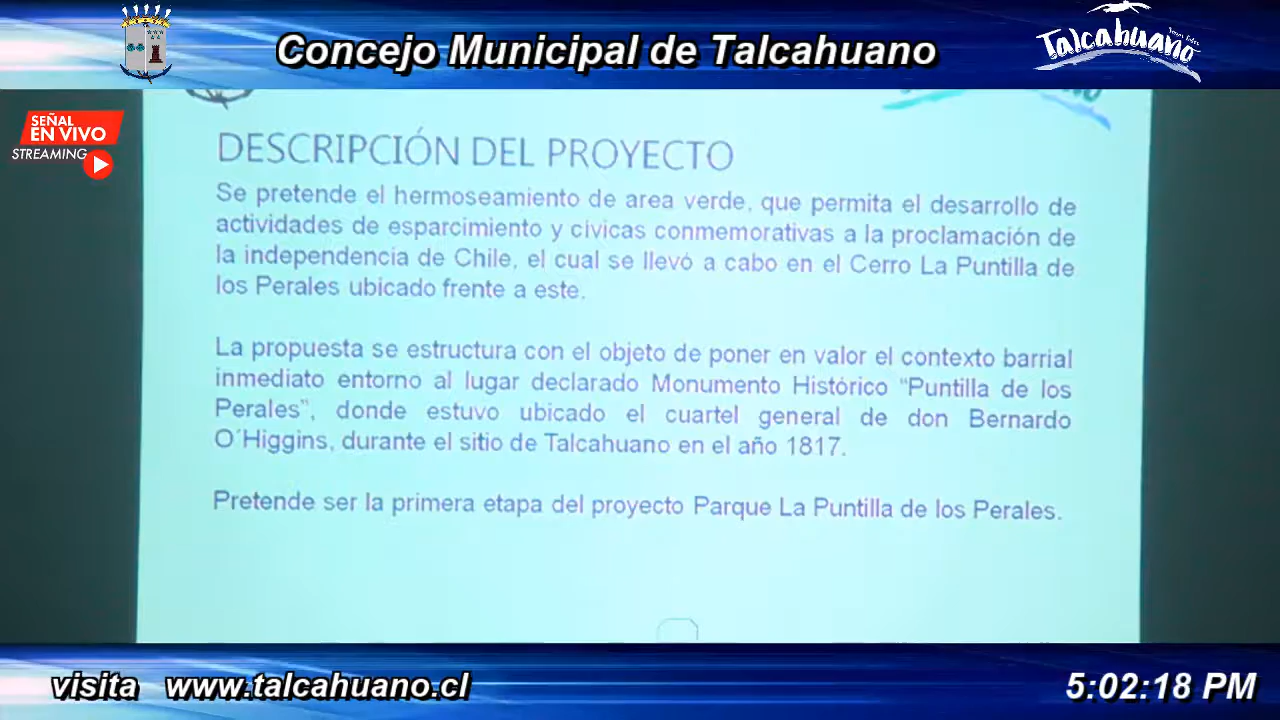 Concejo Municipal de Talcahuano
Talcahuano
SEÑAL
EN VIVO
STREAMING
DESCRIPCIÓN DEL PROYECTO
Se pretende el hermoseamiento de area verde, que permita el desarrollo de
actividades de esparcimiento y cívicas conmemorativas a la proclamación de
la independencia de Chile, el cual se llevó a cabo en el Cerro La Puntilla de
los Perales ubicado frente a este.
La propuesta se estructura con el objeto de poner en valor el contexto barrial
inmediato entorno al lugar declarado Monumento Histórico “Puntilla de los
Perales”, donde estuvo ubicado el cuartel general de don Bernardo
O´Higgins, durante el sitio de Talcahuano en el año 1817.
Pretende ser la primera etapa del proyecto Parque La Puntilla de los Perales.
visita www.talcahuano.cl
5:02:18 PM